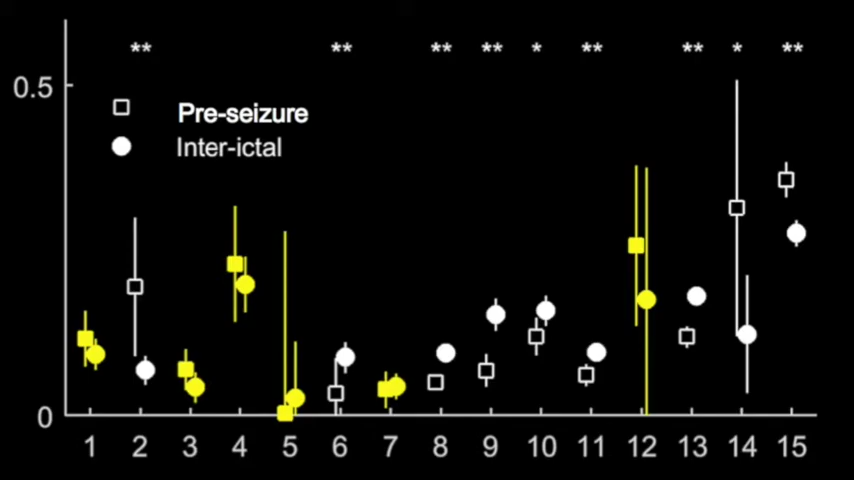 ** ** ** ** * ** ** * **
0.5
Pre-seizure
Inter-ictal
0
1 2 3 4 5 6 7 8 9 10 11 12 13 14 15